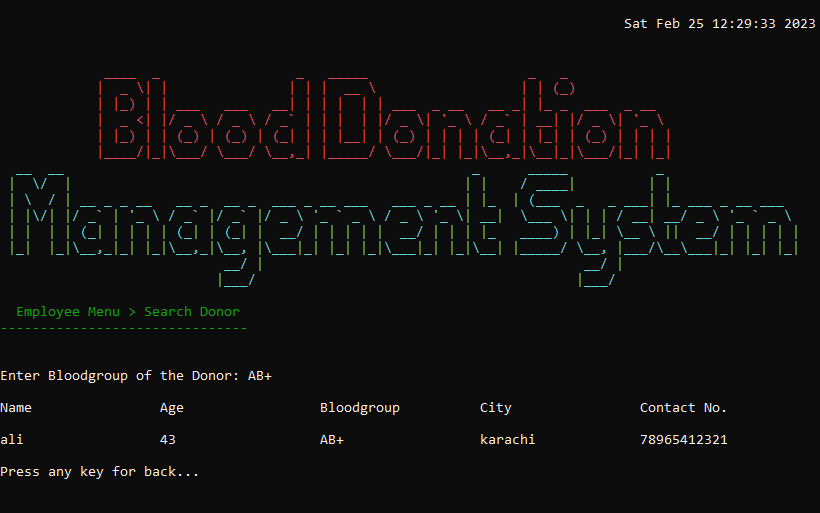 Sat Feb 25 12:29:33 2023
Blood Donation
Management System
Employee Menu > Search Donor
-------------------------------
Enter Bloodgroup of the Donor: AB+
Name Age Bloodgroup City Contact No.
ali 43 AB+ karachi 78965412321
Press any key for back...